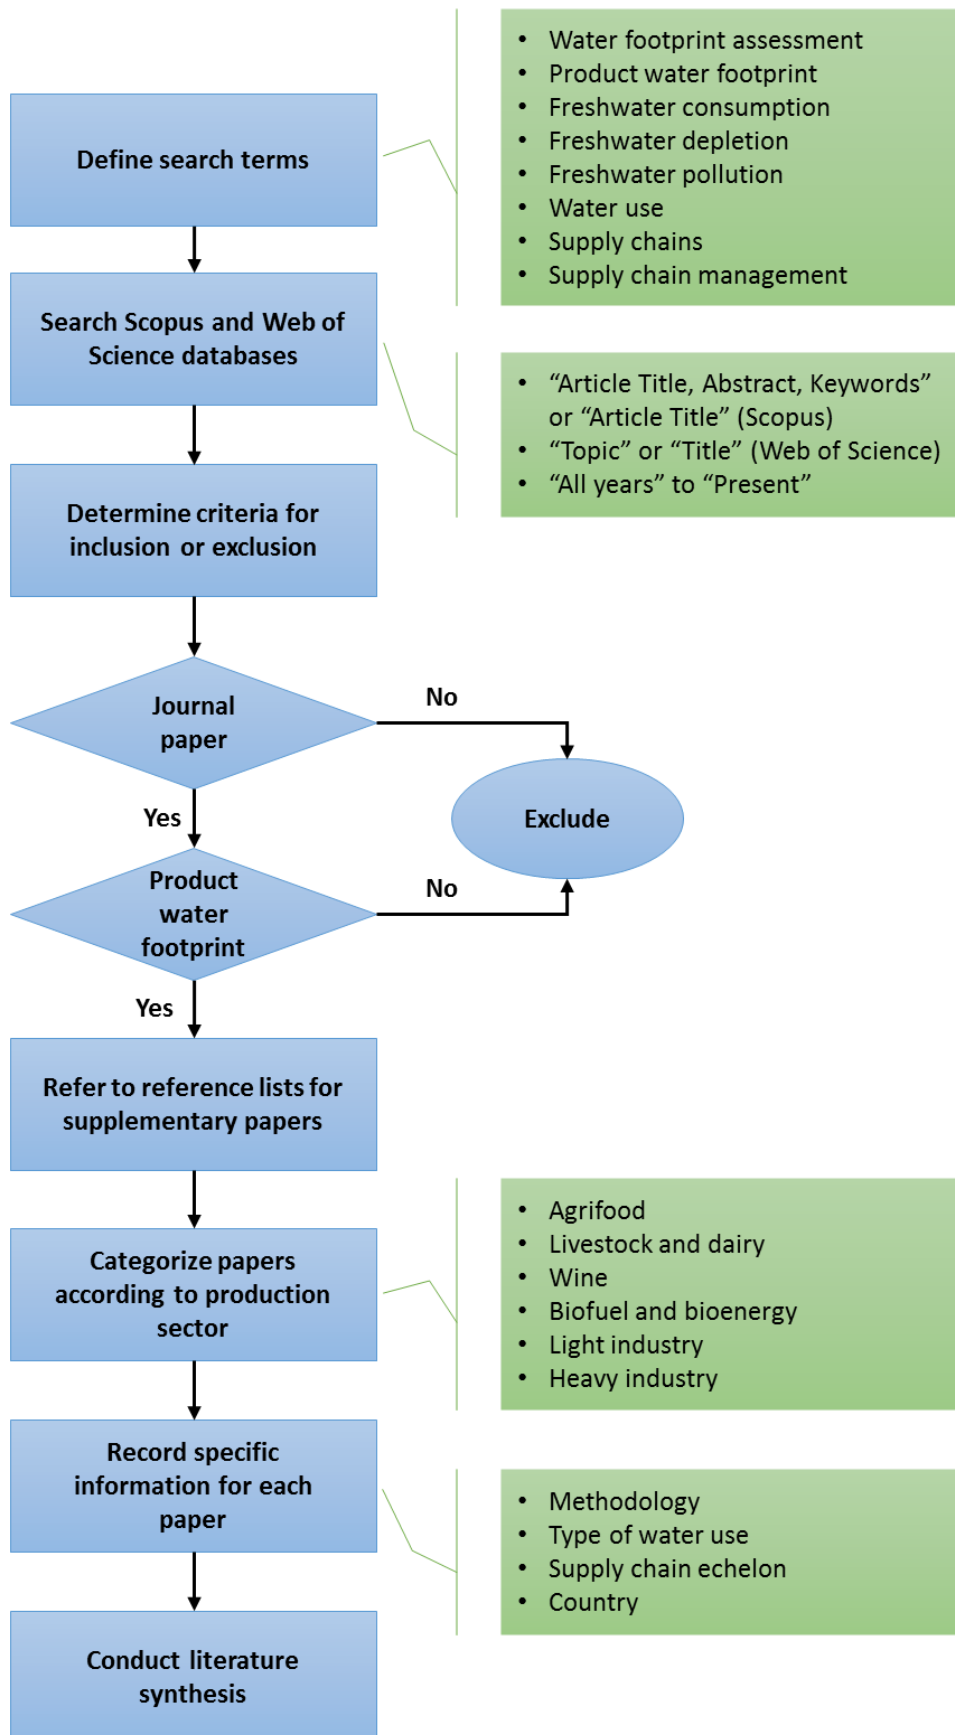 Define search terms
• Water footprint assessment
• Product water footprint
• Freshwater consumption
• Freshwater depletion
• Freshwater pollution
• Water use
• Supply chains
• Supply chain management
Search Scopus and Web of
Science databases
• “Article Title, Abstract, Keywords”
or “Article Title” (Scopus)
• “Topic” or “Title” (Web of Science)
• “All years” to “Present”
Determine criteria for
inclusion or exclusion
Journal
paper
No
Exclude
Yes
Product
water
footprint
No
Yes
Refer to reference lists for
supplementary papers
Categorize papers
according to production
sector
• Agrifood
• Livestock and dairy
• Wine
• Biofuel and bioenergy
• Light industry
• Heavy industry
Record specific
information for each
paper
• Methodology
• Type of water use
• Supply chain echelon
• Country
Conduct literature
synthesis